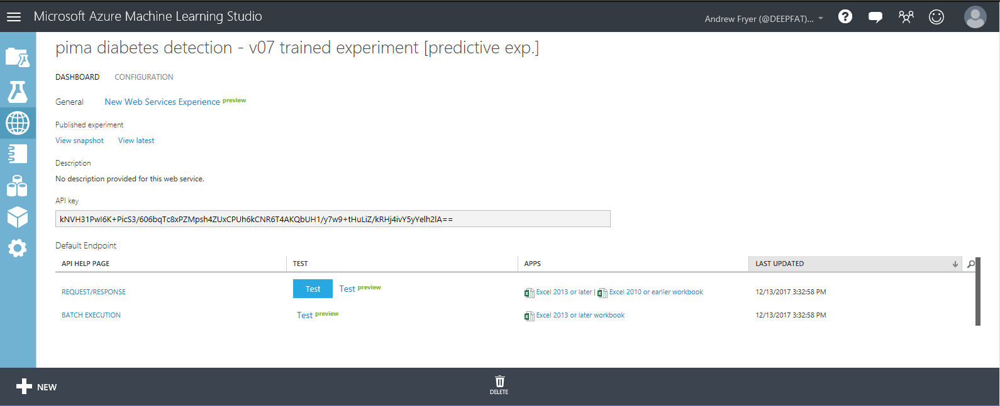 Microsoft Azure Machine Learning Studio
Andrew Fryer (@DEEPFAT)...
pima diabetes detection - v07 trained experiment [predictive exp.]
DASHBOARD CONFIGURATION
General New Web Services Experience preview
Published experiment
View snapshot View latest
Description
No description provided for this web service.
API key
kNVH31PwI6K+PicS3/606bqTc8xPZMpsh4ZUxCPUh6kCNR6T4AKQbUH1/y7w9+tHuLiZ/kRHj4ivY5yYelh2lA==
Default Endpoint
API HELP PAGE TEST APPS LAST UPDATED
REQUEST/RESPONSE Test Test preview Excel 2013 or later | Excel 2010 or earlier workbook 12/13/2017 3:32:58 PM
BATCH EXECUTION Test preview Excel 2013 or later workbook 12/13/2017 3:32:58 PM
NEW DELETE